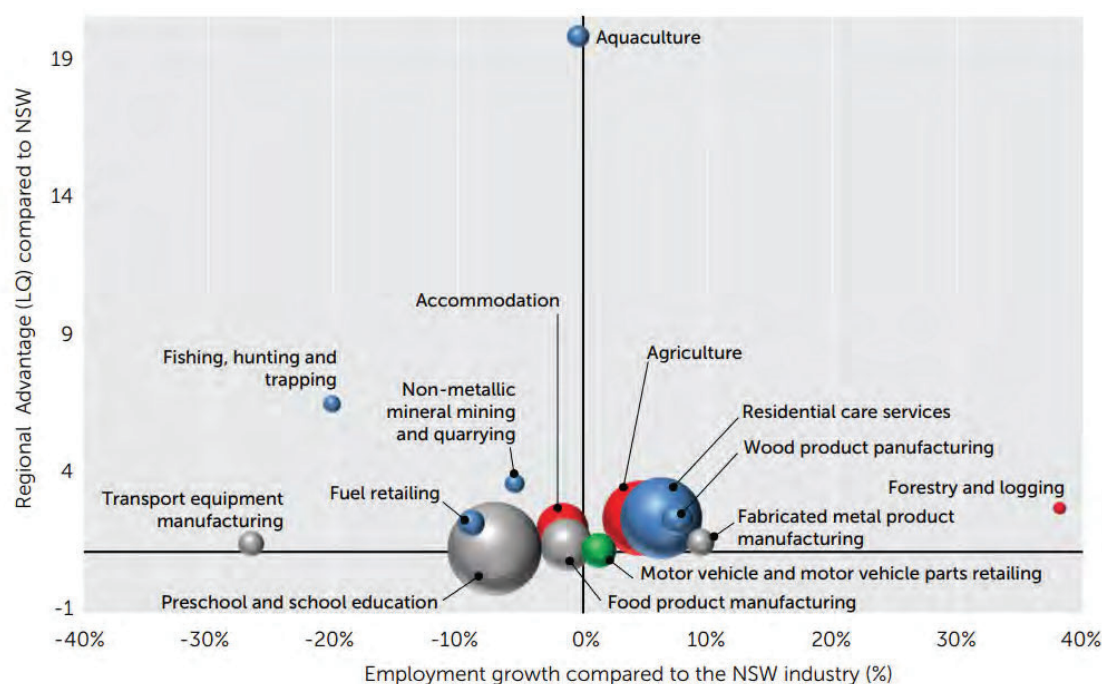 Regional Advantage (LQ) compared to NSW
19
14
9
4
-1
Aquaculture
Accommodation
Fishing, hunting and
trapping
Agriculture
Non-metallic
mineral mining
and quarrying
Residential care services
Wood product panufacturing
Fuel retailing
Forestry and logging
Transport equipment
manufacturing
Fabricated metal product
manufacturing
Motor vehicle and motor vehicle parts retailing
Preschool and school education
Food product manufacturing
-40%
-30%
-20%
-10%
0%
10%
20%
30%
40%
Employment growth compared to the NSW industry (%)